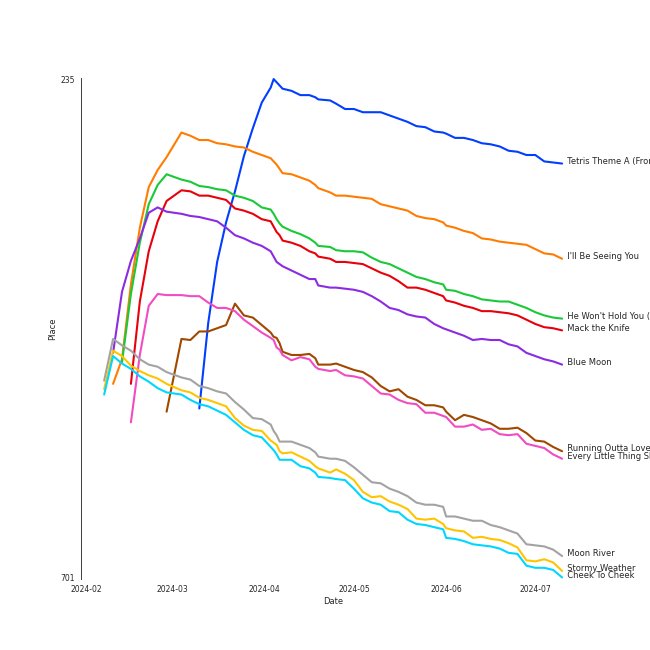 235
Place
701
2024-02
2024-03
2024-04
2024-05
2024-06
2024-07
Date
Tetris Theme A (Fro
I'll Be Seeing You
He Won't Hold You (
Mack the Knife
Blue Moon
Running Outta Love
Every Little Thing S
Moon River
Stormy Weather
Cheek To Cheek